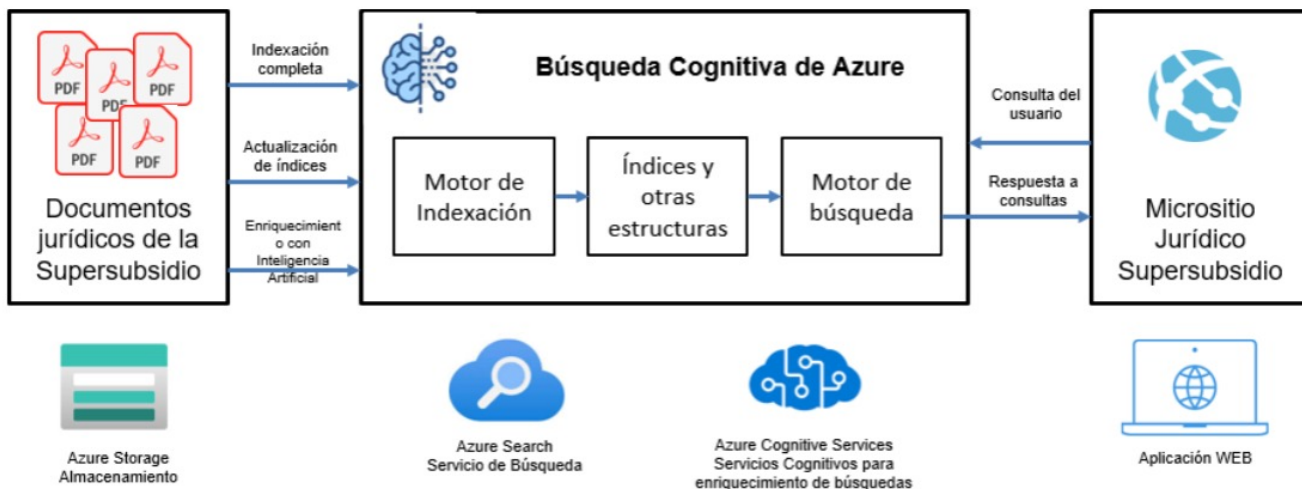 PDF
PDF
PDF
PDF
PDF
Documentos
jurídicos de la
Supersubsidio
Indexación
completa
Actualización
de índices
Enriquecimient
o con
Inteligencia
Artificial
Búsqueda Cognitiva de Azure
Motor de
Indexación
Índices y
otras
estructuras
Motor de
búsqueda
Consulta del
usuario
Respuesta a
consultas
Micrositio
Jurídico
Supersubsidio
Azure Storage
Almacenamiento
Azure Search
Servicio de Búsqueda
Azure Cognitive Services
Servicios Cognitivos para
enriquecimiento de búsquedas
Aplicación WEB